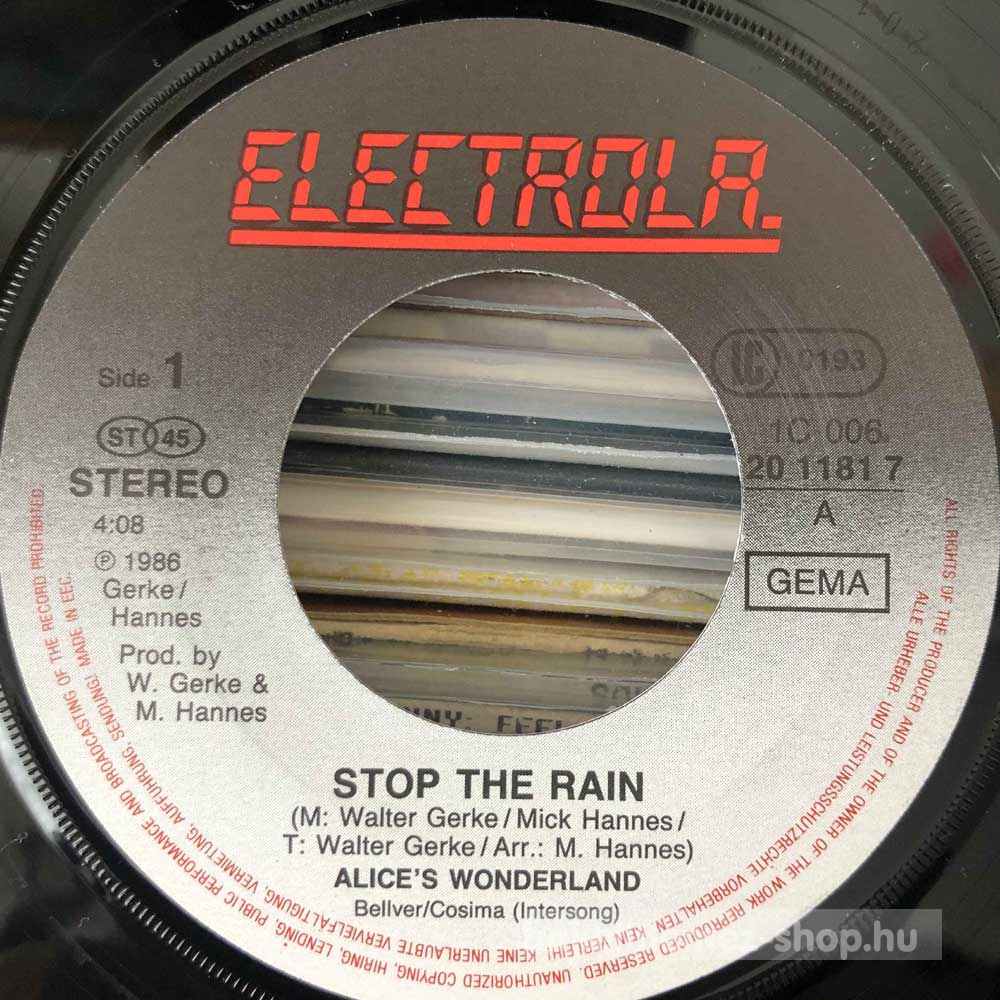 ELECTROLA.
Side 1
ST 45
STEREO
4:08
℗ 1986
Gerke/
Hannes
Prod. by
W. Gerke &
M. Hannes
LC 0193
1C 006
20 1181 7
A
GEMA
STOP THE RAIN
(M: Walter Gerke/Mick Hannes/
T: Walter Gerke/Arr.: M. Hannes)
ALICE'S WONDERLAND
Bellver/Cosima (Intersong)
ALL RIGHTS OF THE PRODUCER AND OF THE OWNER OF THE WORK REPRODUCED RESERVED. UNAUTHORIZED COPYING, HIRING, LENDING, PUBLIC PERFORMANCE AND BROADCASTING OF THE RECORD PROHIBITED.
ALLE URHEBER- UND LEISTUNGSSCHUTZRECHTE VORBEHALTEN. KEIN VERLEIH! KEINE UNERLAUBTE VERVIELFÄLTIGUNG, VERMIETUNG, AUFFÜHRUNG, SENDUNG! MADE IN EEC.
-shop.hu